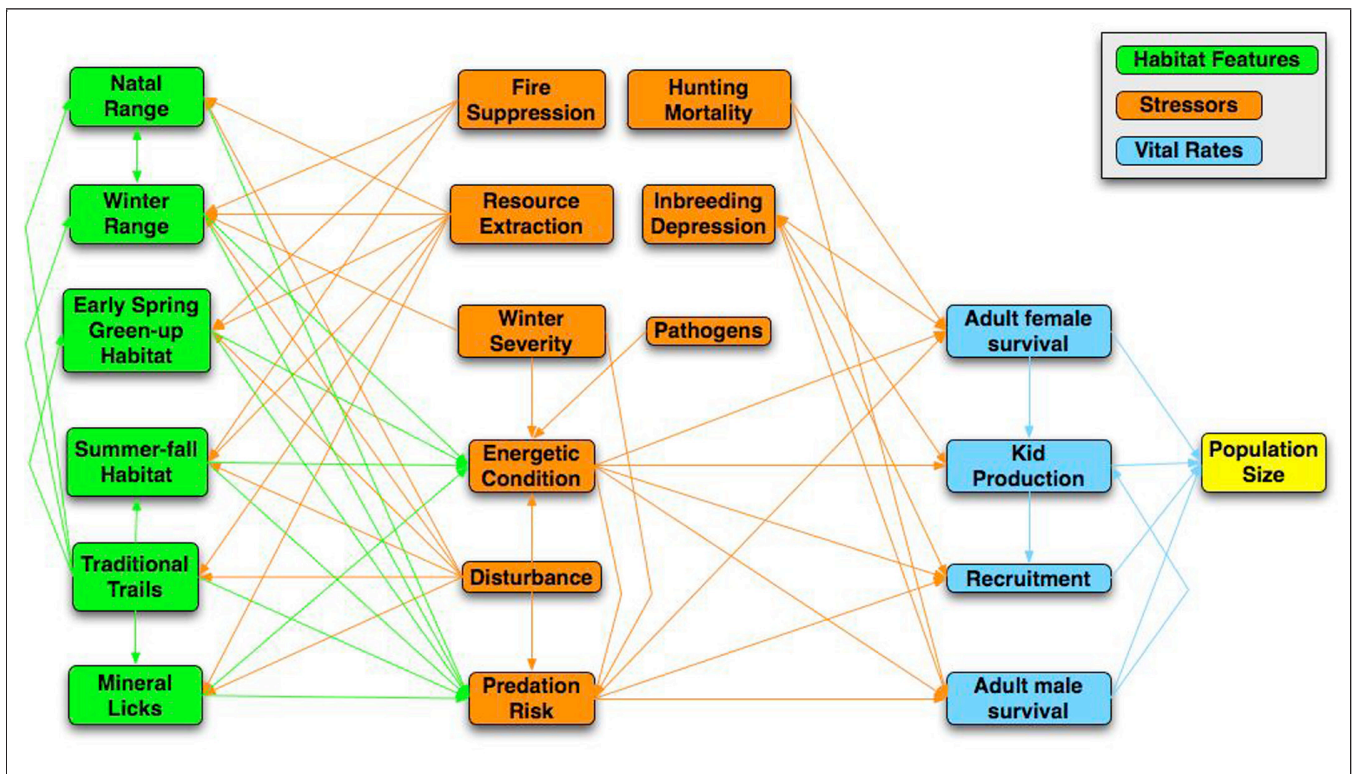 Habitat Features
Stressors
Vital Rates
Natal
Range
Winter
Range
Early Spring
Green-up
Habitat
Summer-fall
Habitat
Traditional
Trails
Mineral
Licks
Fire
Suppression
Resource
Extraction
Winter
Severity
Energetic
Condition
Disturbance
Predation
Risk
Hunting
Mortality
Inbreeding
Depression
Pathogens
Adult female
survival
Kid
Production
Recruitment
Adult male
survival
Population
Size